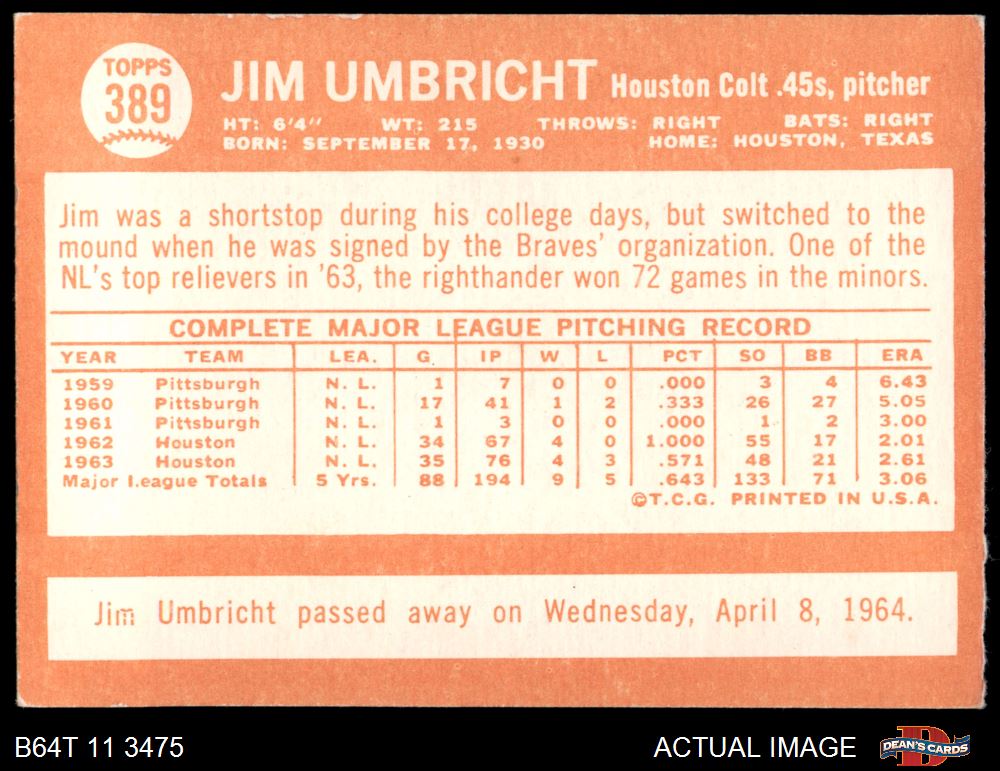 TOPPS
389
JIM UMBRICHT Houston Colt .45s, pitcher
HT: 6'4" WT: 215 THROWS: RIGHT BATS: RIGHT
BORN: SEPTEMBER 17, 1930 HOME: HOUSTON, TEXAS
Jim was a shortstop during his college days, but switched to the
mound when he was signed by the Braves' organization. One of the
NL's top relievers in '63, the righthander won 72 games in the minors.
COMPLETE MAJOR LEAGUE PITCHING RECORD
YEAR TEAM LEA. G. IP W L PCT SO BB ERA
1959 Pittsburgh N. L. 1 7 0 0 .000 3 4 6.43
1960 Pittsburgh N. L. 17 41 1 2 .333 26 27 5.05
1961 Pittsburgh N. L. 1 3 0 0 .000 1 2 3.00
1962 Houston N. L. 34 67 4 0 1.000 55 17 2.01
1963 Houston N. L. 35 76 4 3 .571 48 21 2.61
Major League Totals 5 Yrs. 88 194 9 5 .643 133 71 3.06
©T.C.G. PRINTED IN U.S.A.
Jim Umbricht passed away on Wednesday, April 8, 1964.
B64T 11 3475 ACTUAL IMAGE DEAN'S CARDS